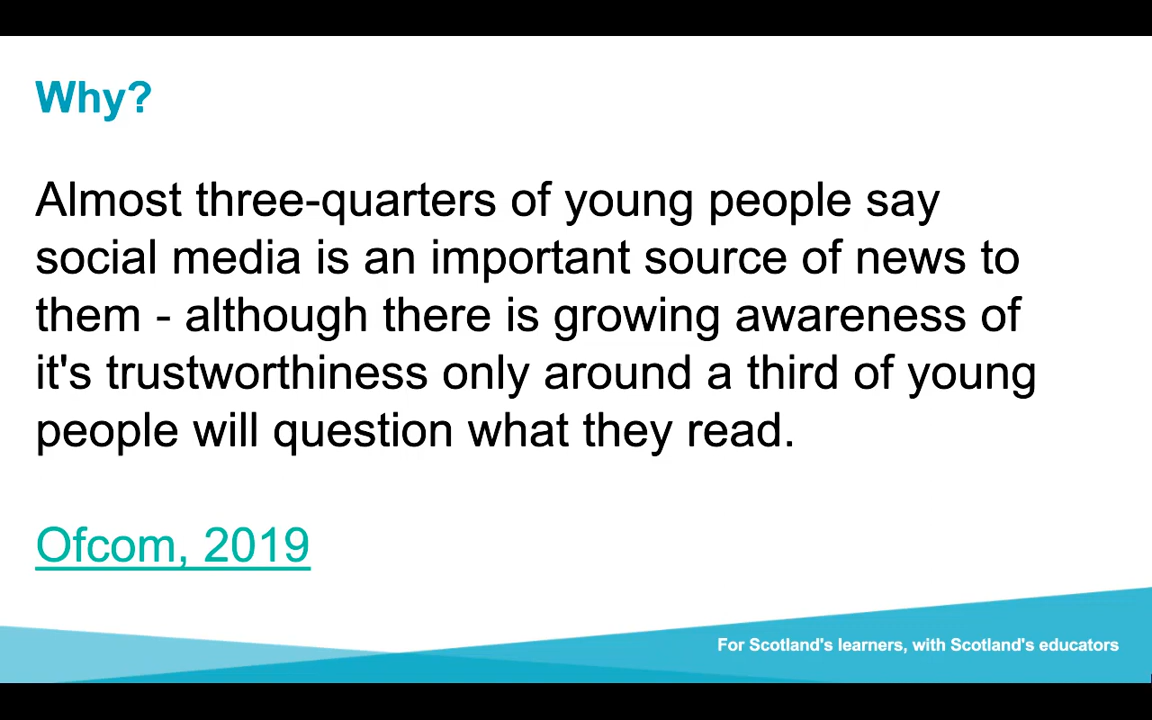 Why?
Almost three-quarters of young people say
social media is an important source of news to
them - although there is growing awareness of
it's trustworthiness only around a third of young
people will question what they read.
Ofcom, 2019
For Scotland's learners, with Scotland's educators